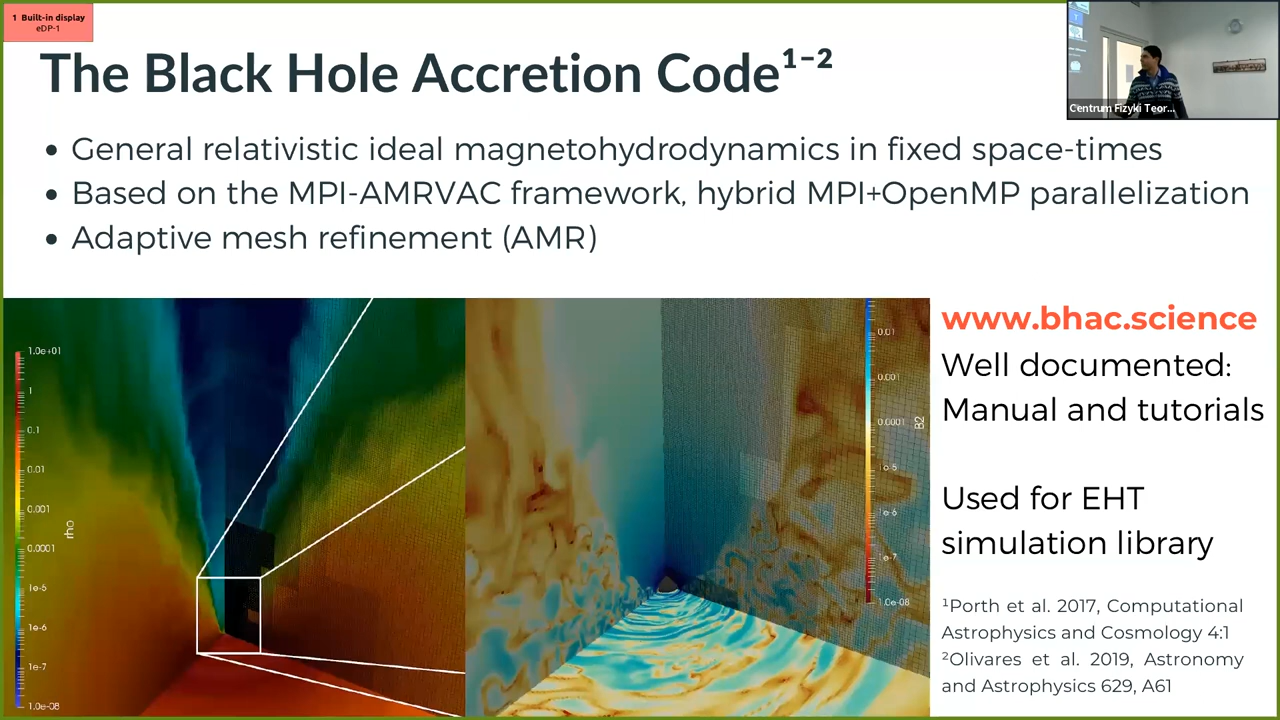 1 Built-in display
eDP-1
The Black Hole Accretion Code¹⁻²
Centrum Fizyki Teor...
• General relativistic ideal magnetohydrodynamics in fixed space-times
• Based on the MPI-AMRVAC framework, hybrid MPI+OpenMP parallelization
• Adaptive mesh refinement (AMR)
1.0e+01
1
0.1
0.01
0.001
0.0001
1e-5
1e-6
1e-7
1.0e-08
rho
0.01
0.001
0.0001
1e-5
1e-6
1e-7
1.0e-08
B2
www.bhac.science
Well documented:
Manual and tutorials
Used for EHT
simulation library
¹Porth et al. 2017, Computational
Astrophysics and Cosmology 4:1
²Olivares et al. 2019, Astronomy
and Astrophysics 629, A61